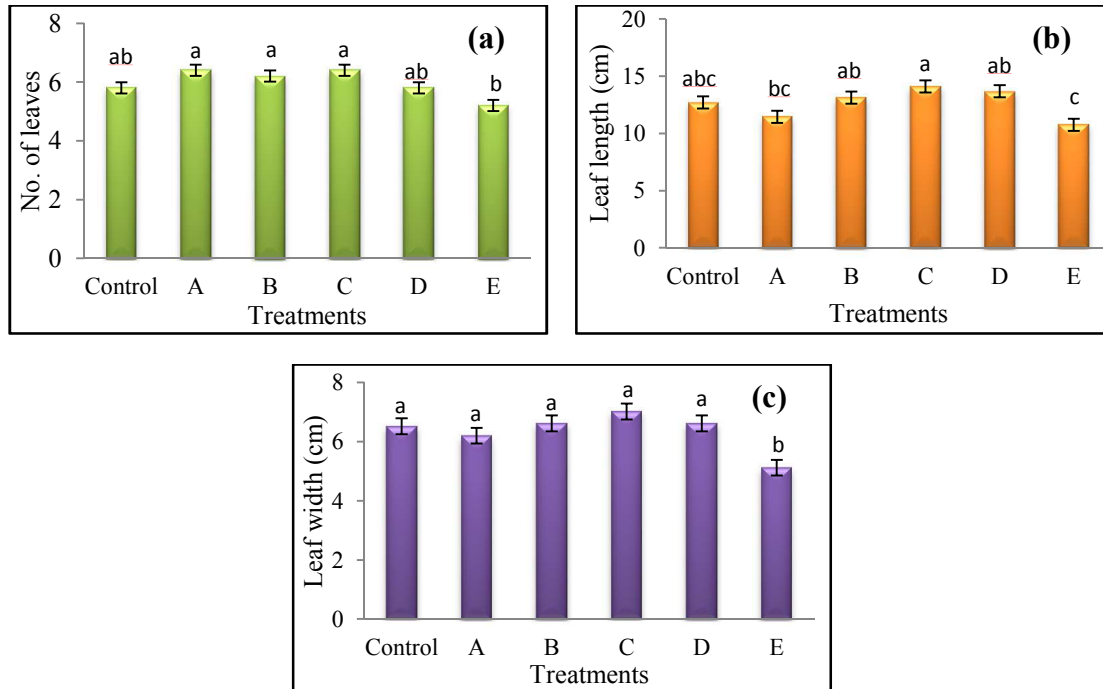 (a)
No. of leaves
8
6
4
2
0
ab a a a ab b
Control A B C D E
Treatments
(b)
Leaf length (cm)
20
15
10
5
0
abc bc ab a ab c
Control A B C D E
Treatments
(c)
Leaf width (cm)
8
6
4
2
0
a a a a a b
Control A B C D E
Treatments